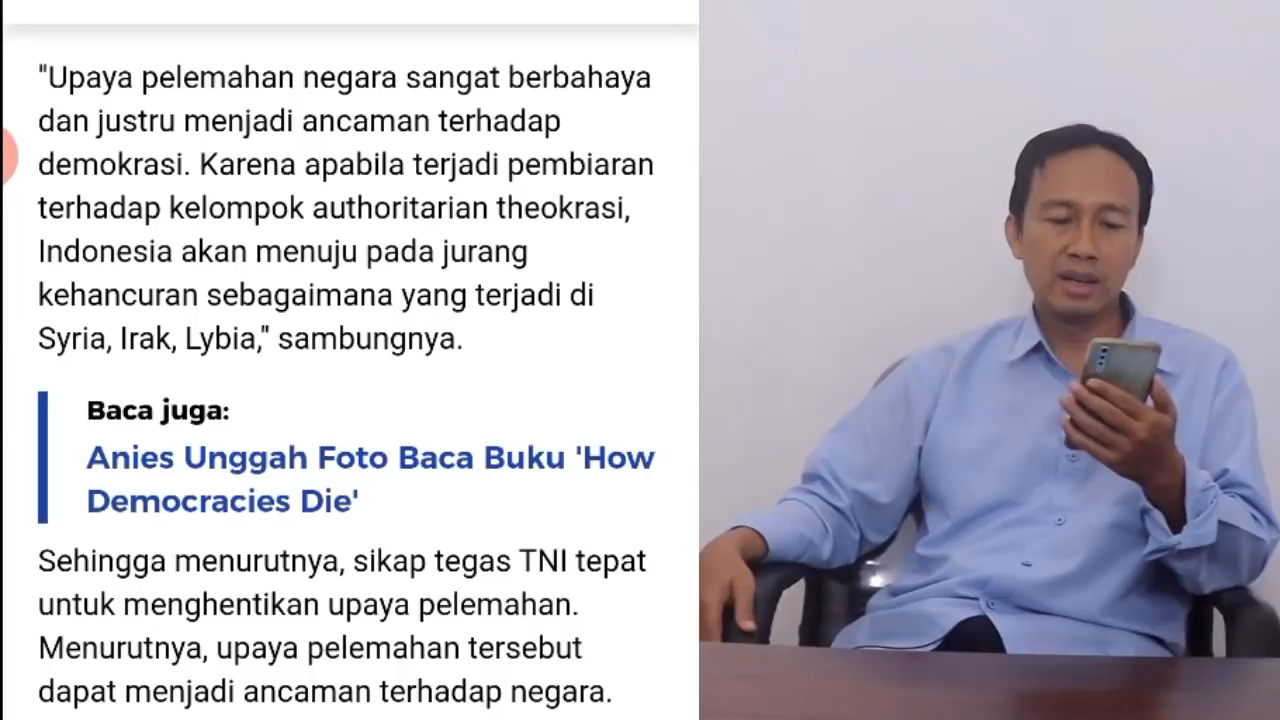 "Upaya pelemahan negara sangat berbahaya
dan justru menjadi ancaman terhadap
demokrasi. Karena apabila terjadi pembiaran
terhadap kelompok authoritarian theokrasi,
Indonesia akan menuju pada jurang
kehancuran sebagaimana yang terjadi di
Syria, Irak, Lybia," sambungnya.
Baca juga:
Anies Unggah Foto Baca Buku 'How
Democracies Die'
Sehingga menurutnya, sikap tegas TNI tepat
untuk menghentikan upaya pelemahan.
Menurutnya, upaya pelemahan tersebut
dapat menjadi ancaman terhadap negara.